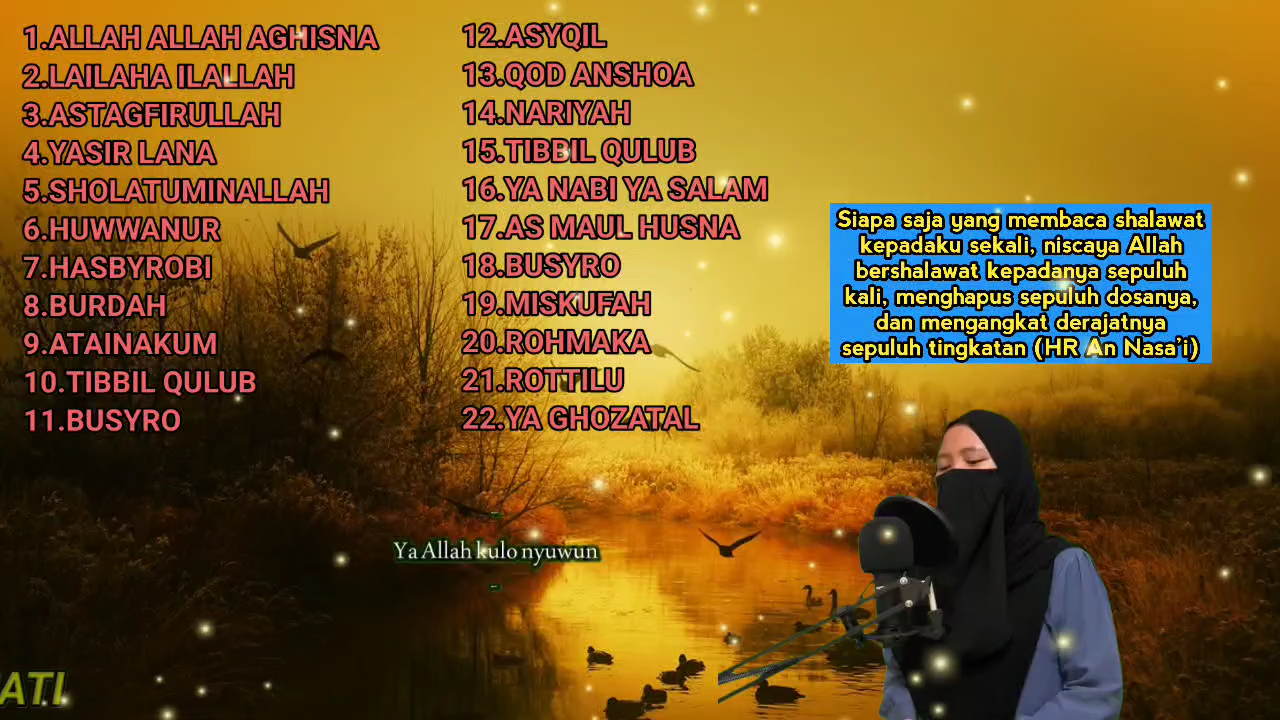 1.ALLAH ALLAH AGHISNA
2.LAILAHA ILALLAH
3.ASTAGFIRULLAH
4.YASIR LANA
5.SHOLATUMINALLAH
6.HUWWANUR
7.HASBYROBI
8.BURDAH
9.ATAINAKUM
10.TIBBIL QULUB
11.BUSYRO
12.ASYQIL
13.QOD ANSHOA
14.NARIYAH
15.TIBBIL QULUB
16.YA NABI YA SALAM
17.AS MAUL HUSNA
18.BUSYRO
19.MISKUFAH
20.ROHMAKA
21.ROTTILU
22.YA GHOZATAL
Siapa saja yang membaca shalawat
kepadaku sekali, niscaya Allah
bershalawat kepadanya sepuluh
kali, menghapus sepuluh dosanya,
dan mengangkat derajatnya
sepuluh tingkatan (HR An Nasa'i)
Ya Allah kulo nyuwun
ATI